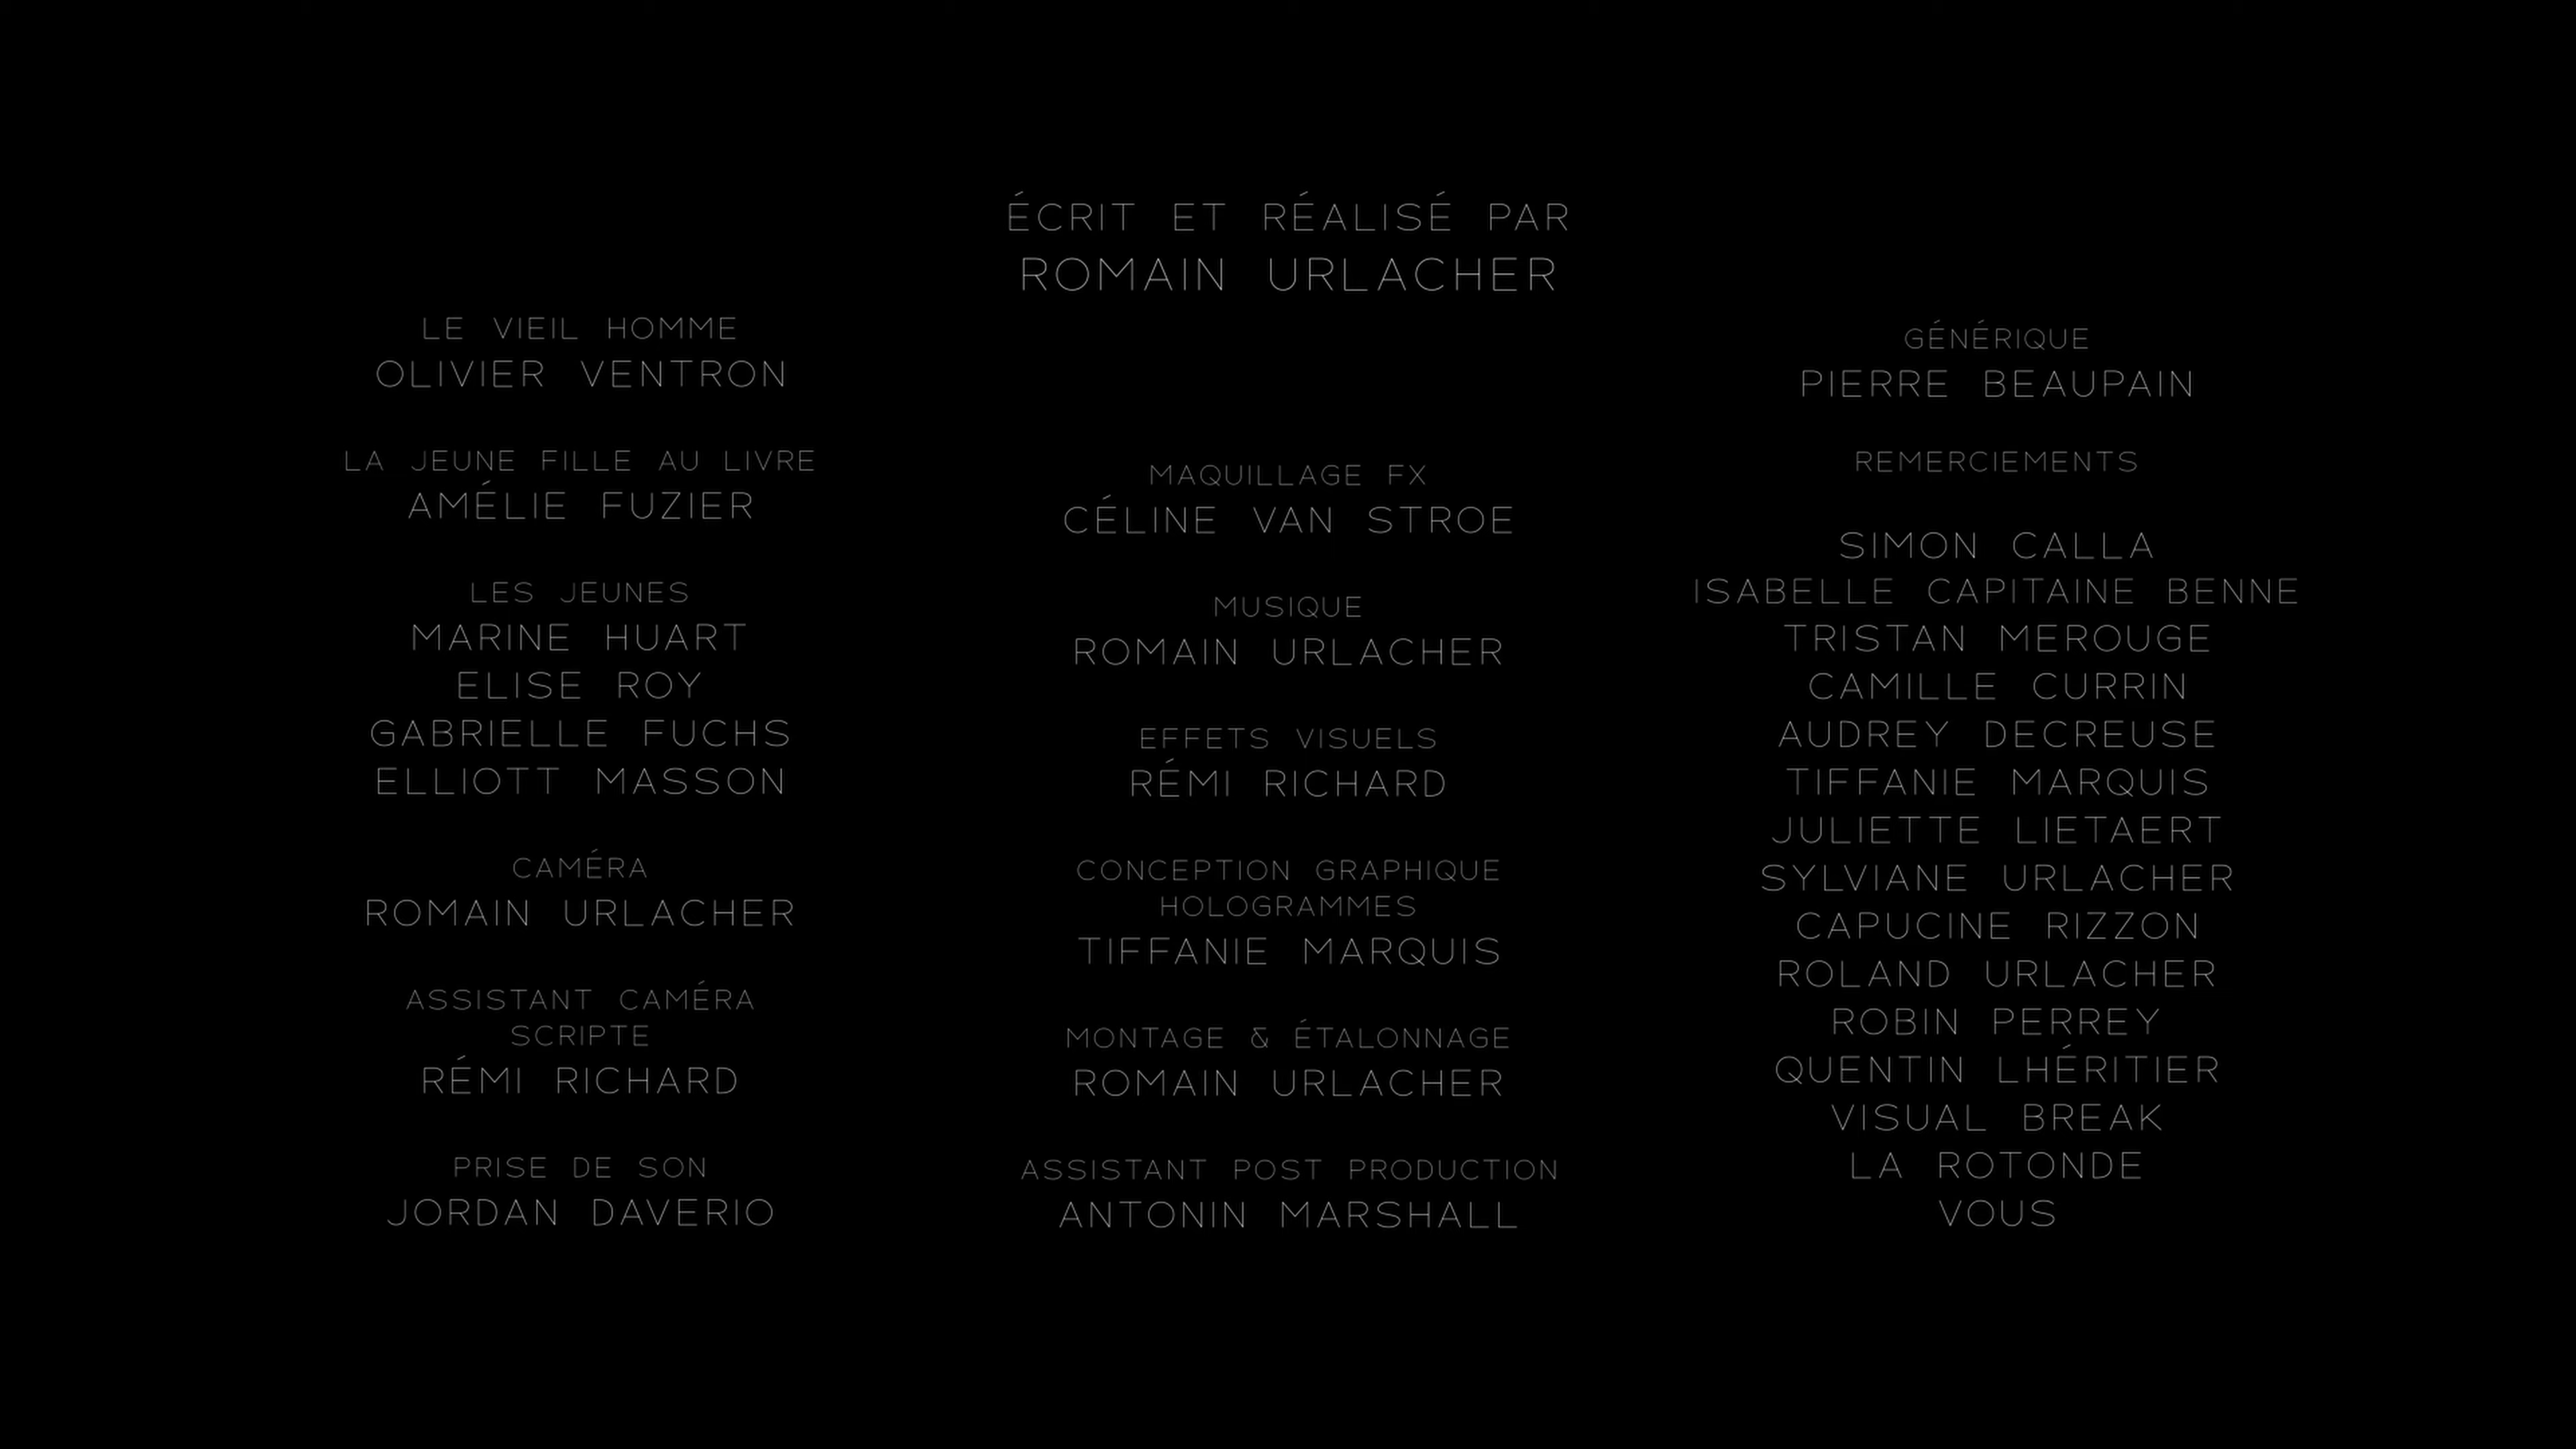 ÉCRIT ET RÉALISÉ PAR
ROMAIN URLACHER
LE VIEIL HOMME
OLIVIER VENTRON
LA JEUNE FILLE AU LIVRE
AMÉLIE FUZIER
LES JEUNES
MARINE HUART
ELISE ROY
GABRIELLE FUCHS
ELLIOTT MASSON
CAMÉRA
ROMAIN URLACHER
ASSISTANT CAMÉRA
SCRIPTE
RÉMI RICHARD
PRISE DE SON
JORDAN DAVERIO
MAQUILLAGE FX
CÉLINE VAN STROE
MUSIQUE
ROMAIN URLACHER
EFFETS VISUELS
RÉMI RICHARD
CONCEPTION GRAPHIQUE
HOLOGRAMMES
TIFFANIE MARQUIS
MONTAGE & ÉTALONNAGE
ROMAIN URLACHER
ASSISTANT POST PRODUCTION
ANTONIN MARSHALL
GÉNÉRIQUE
PIERRE BEAUPAIN
REMERCIEMENTS
SIMON CALLA
ISABELLE CAPITAINE BENNE
TRISTAN MEROUGE
CAMILLE CURRIN
AUDREY DECREUSE
TIFFANIE MARQUIS
JULIETTE LIETAERT
SYLVIANE URLACHER
CAPUCINE RIZZON
ROLAND URLACHER
ROBIN PERREY
QUENTIN LHÉRITIER
VISUAL BREAK
LA ROTONDE
VOUS